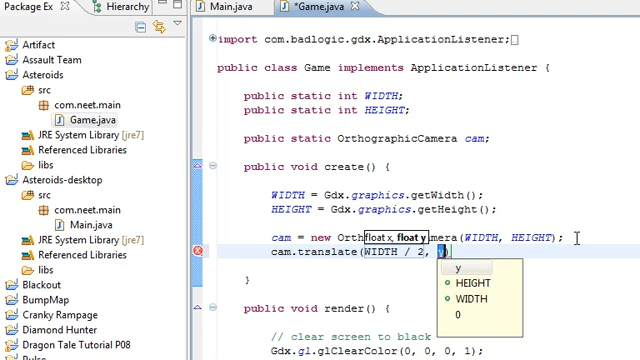 Package Ex
Hierarchy
Main.java
*Game.java
Artifact
Assault Team
Asteroids
src
com.neet.main
Game.java
JRE System Library [jre7]
Referenced Libraries
libs
Asteroids-desktop
src
com.neet.main
Main.java
JRE System Library [jre7]
Referenced Libraries
libs
Blackout
BumpMap
Cranky Rampage
Diamond Hunter
Dragon Tale Tutorial P08
import com.badlogic.gdx.ApplicationListener;
public class Game implements ApplicationListener {
public static int WIDTH;
public static int HEIGHT;
public static OrthographicCamera cam;
public void create() {
WIDTH = Gdx.graphics.getWidth();
HEIGHT = Gdx.graphics.getHeight();
cam = new Orth
float x, float y
mera(WIDTH, HEIGHT);
cam.translate(WIDTH / 2, y)
y
HEIGHT
WIDTH
0
}
public void render() {
// clear screen to black
Gdx.gl.glClearColor(0, 0, 0, 1);